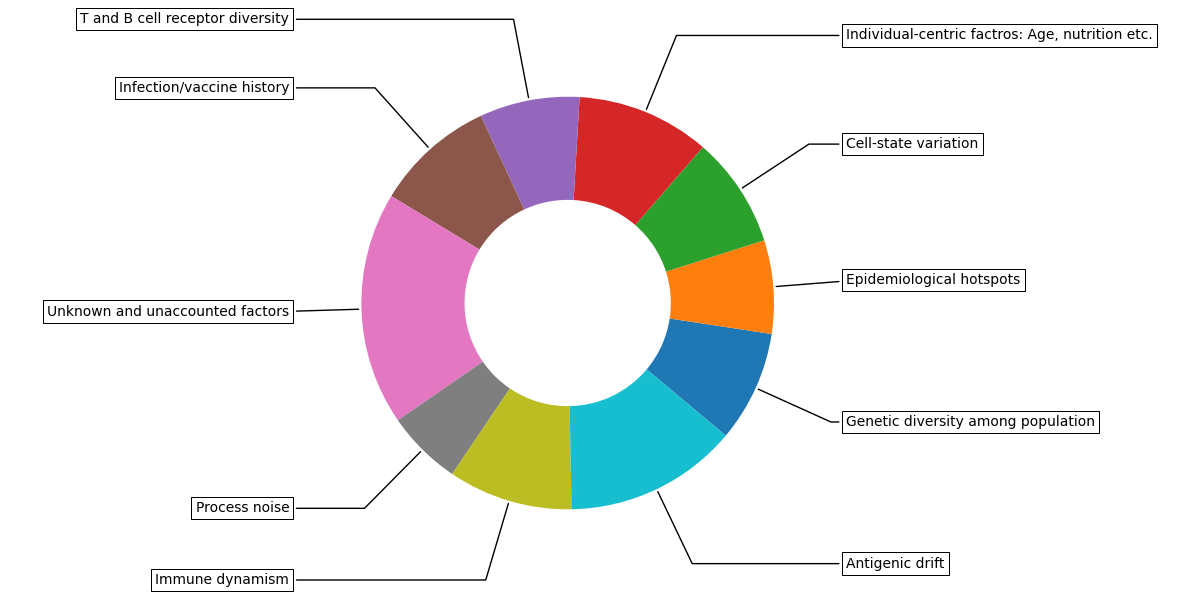 T and B cell receptor diversity
Individual-centric factros: Age, nutrition etc.
Infection/vaccine history
Cell-state variation
Epidemiological hotspots
Unknown and unaccounted factors
Genetic diversity among population
Process noise
Antigenic drift
Immune dynamism